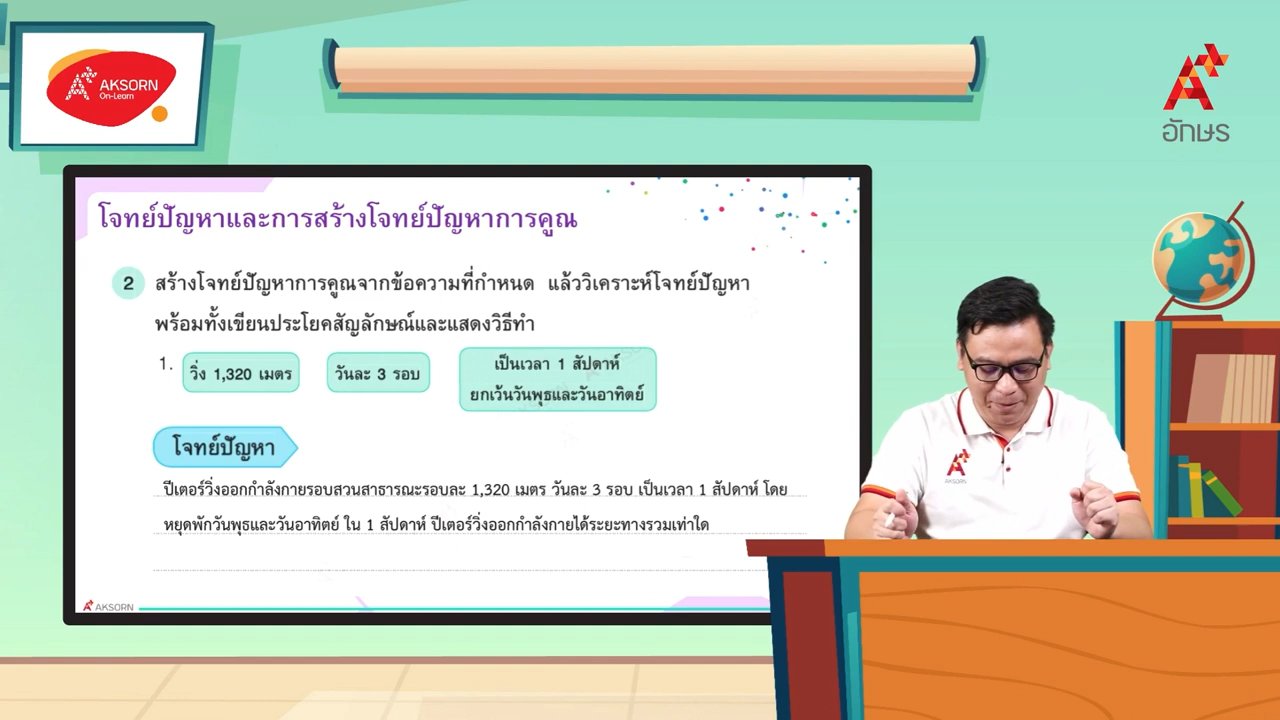 AKSORN
On-Learn
อักษร
โจทย์ปัญหาและการสร้างโจทย์ปัญหาการคูณ
2 สร้างโจทย์ปัญหาการคูณจากข้อความที่กำหนด แล้ววิเคราะห์โจทย์ปัญหา
พร้อมทั้งเขียนประโยคสัญลักษณ์และแสดงวิธีทำ
1. วิ่ง 1,320 เมตร วันละ 3 รอบ เป็นเวลา 1 สัปดาห์
ยกเว้นวันพุธและวันอาทิตย์
โจทย์ปัญหา
ปีเตอร์วิ่งออกกำลังกายรอบสวนสาธารณะรอบละ 1,320 เมตร วันละ 3 รอบ เป็นเวลา 1 สัปดาห์ โดย
หยุดพักวันพุธและวันอาทิตย์ ใน 1 สัปดาห์ ปีเตอร์วิ่งออกกำลังกายได้ระยะทางรวมเท่าใด
AKSORN
AKSORN